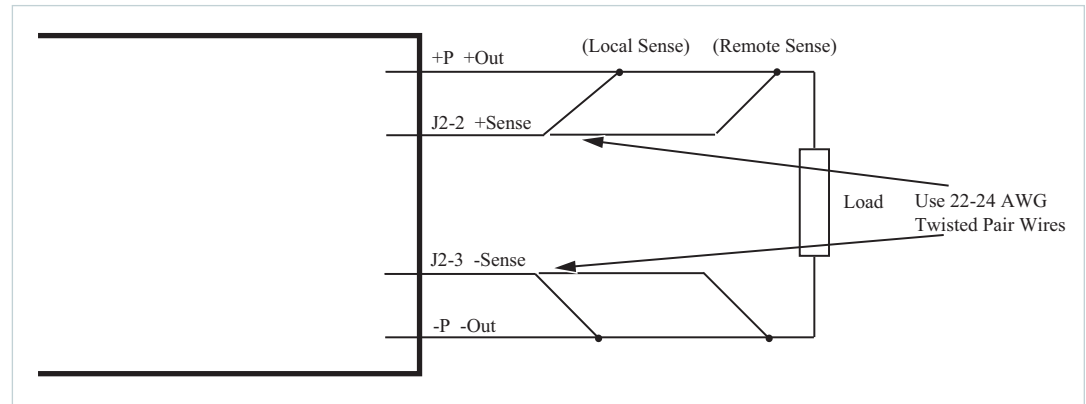 (Local Sense) (Remote Sense)
+P +Out
J2-2 +Sense
Load
Use 22-24 AWG
Twisted Pair Wires
J2-3 -Sense
-P -Out